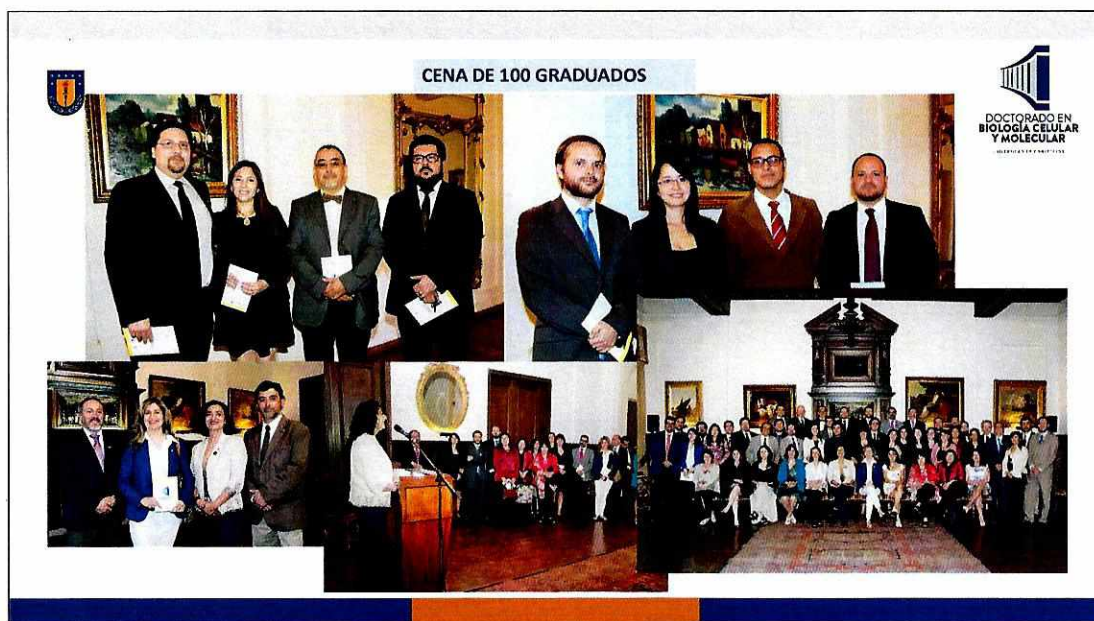 CENA DE 100 GRADUADOS
DOCTORADO EN
BIOLOGÍA CELULAR
Y MOLECULAR